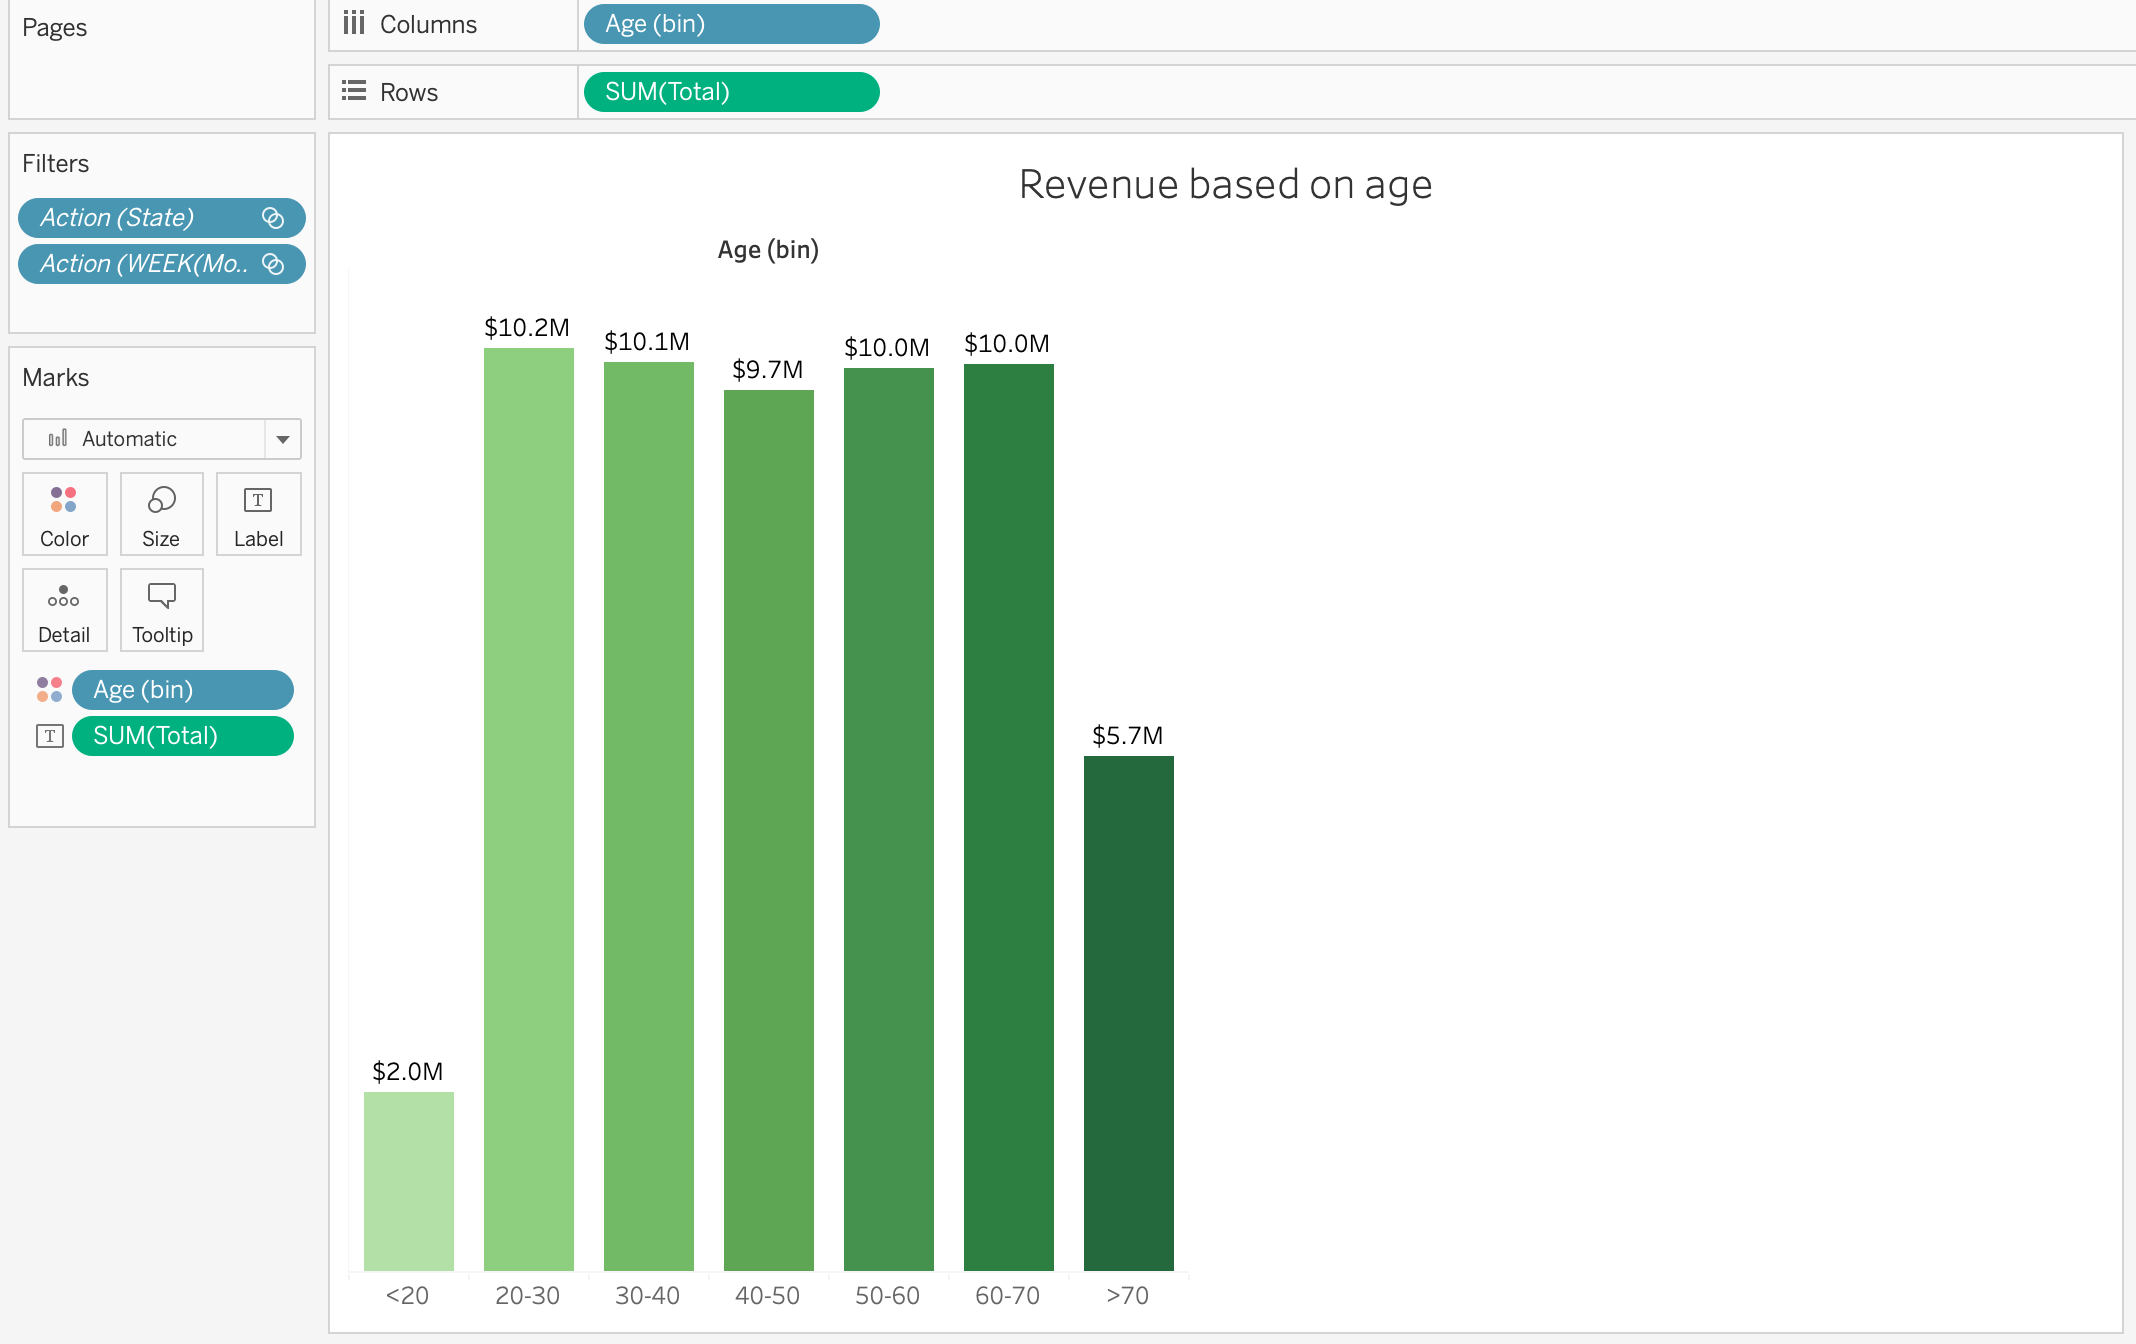 Pages
Columns
Age (bin)
Rows
SUM(Total)
Filters
Action (State)
Action (WEEK(Mo..
Marks
Automatic
Color
Size
T
Label
Detail
Tooltip
Age (bin)
T
SUM(Total)
Revenue based on age
Age (bin)
$2.0M
$10.2M
$10.1M
$9.7M
$10.0M
$10.0M
$5.7M
<20
20-30
30-40
40-50
50-60
60-70
>70